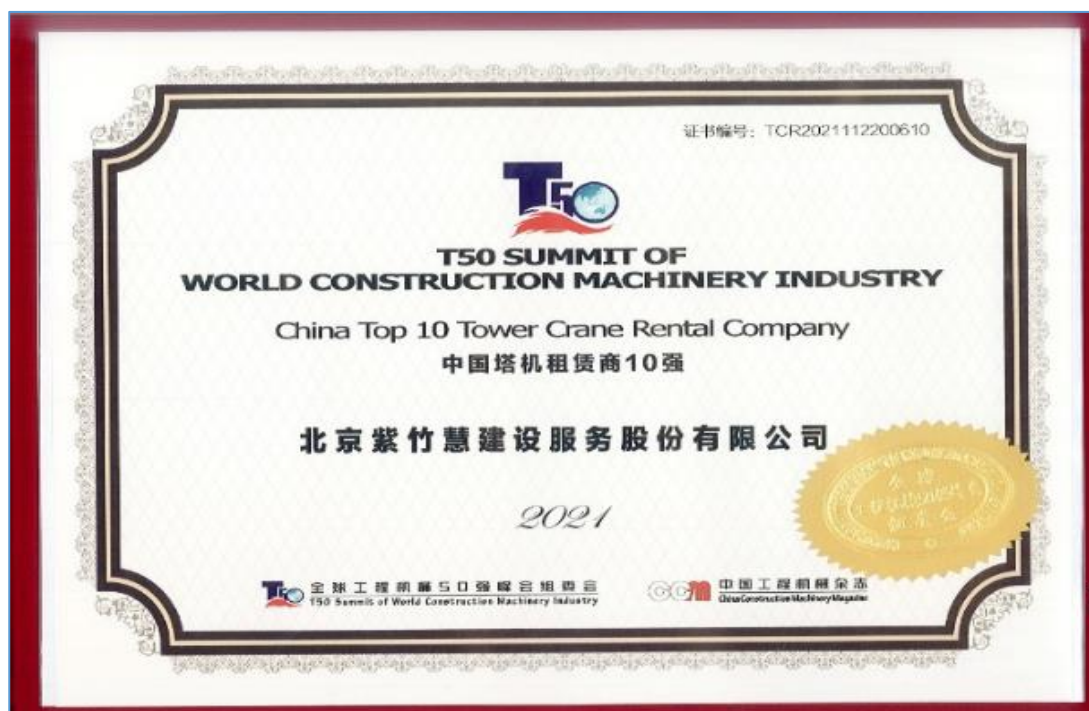 证书编号: TCR2021112200610
T50
T50 SUMMIT OF
WORLD CONSTRUCTION MACHINERY INDUSTRY
China Top 10 Tower Crane Rental Company
中国塔机租赁商10强
北京紫竹慧建设服务股份有限公司
2021
T50 全球工程机械50强峰会组委会
T50 Summit of World Construction Machinery Industry
CCM 中国工程机械杂志
China Construction Machinery Magazine